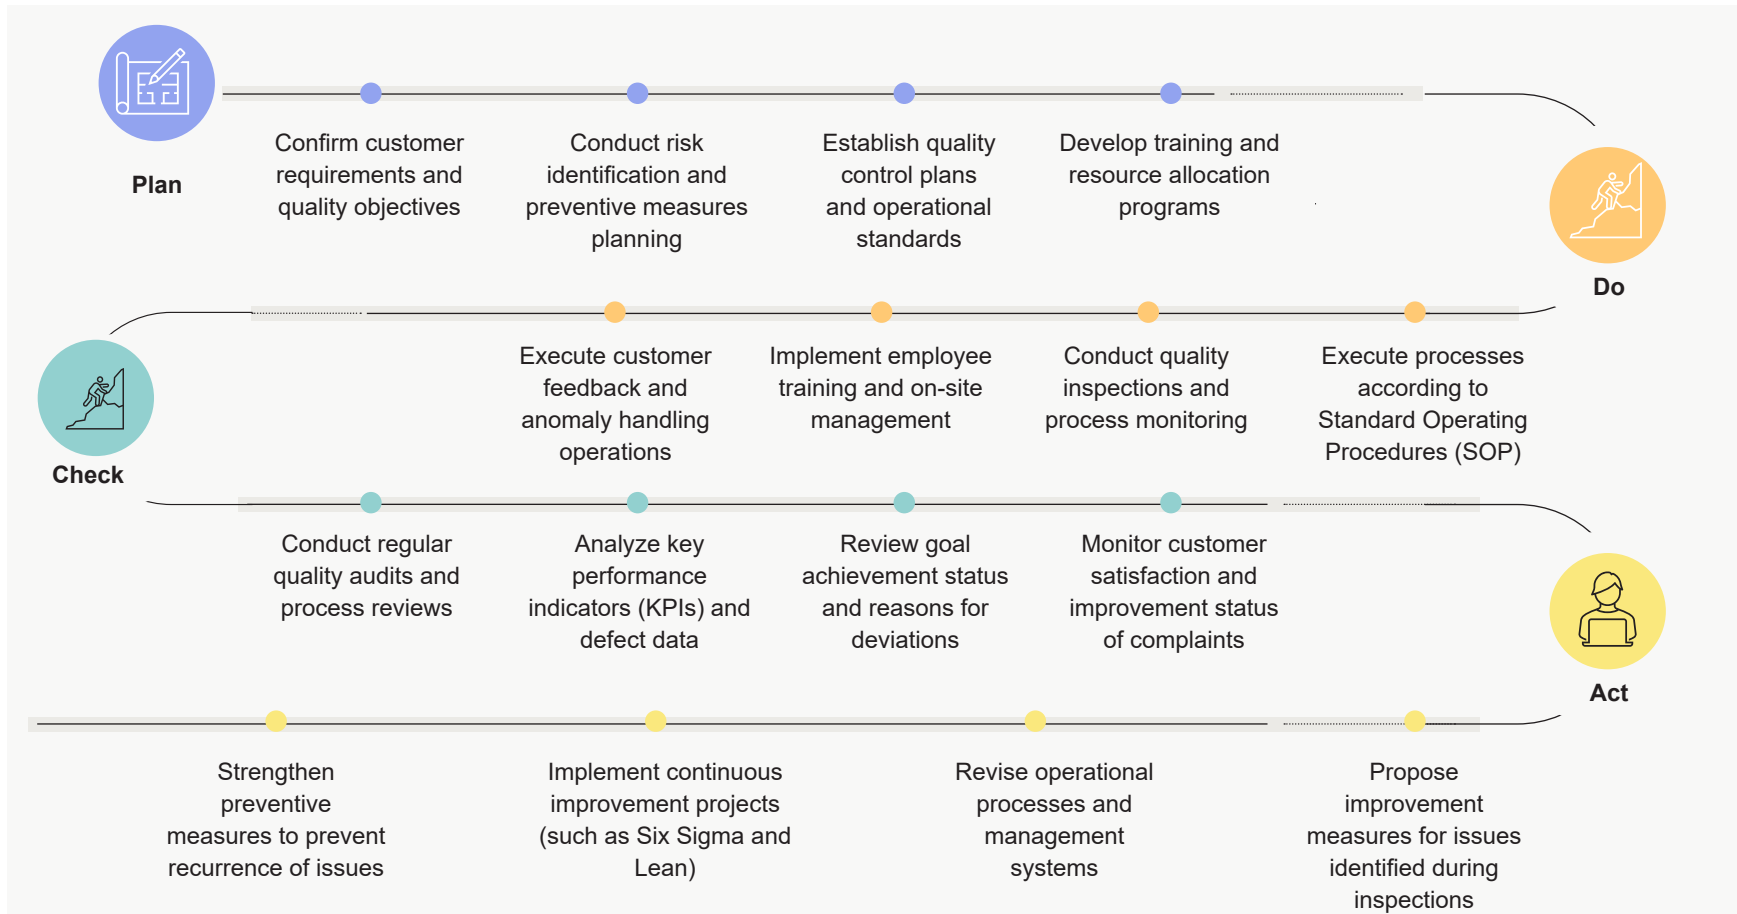 Plan
Confirm customer
requirements and
quality objectives
Conduct risk
identification and
preventive measures
planning
Establish quality
control plans
and operational
standards
Develop training and
resource allocation
programs
Do
Execute customer
feedback and
anomaly handling
operations
Implement employee
training and on-site
management
Conduct quality
inspections and
process monitoring
Execute processes
according to
Standard Operating
Procedures (SOP)
Check
Conduct regular
quality audits and
process reviews
Analyze key
performance
indicators (KPIs) and
defect data
Review goal
achievement status
and reasons for
deviations
Monitor customer
satisfaction and
improvement status
of complaints
Act
Strengthen
preventive
measures to prevent
recurrence of issues
Implement continuous
improvement projects
(such as Six Sigma and
Lean)
Revise operational
processes and
management
systems
Propose
improvement
measures for issues
identified during
inspections